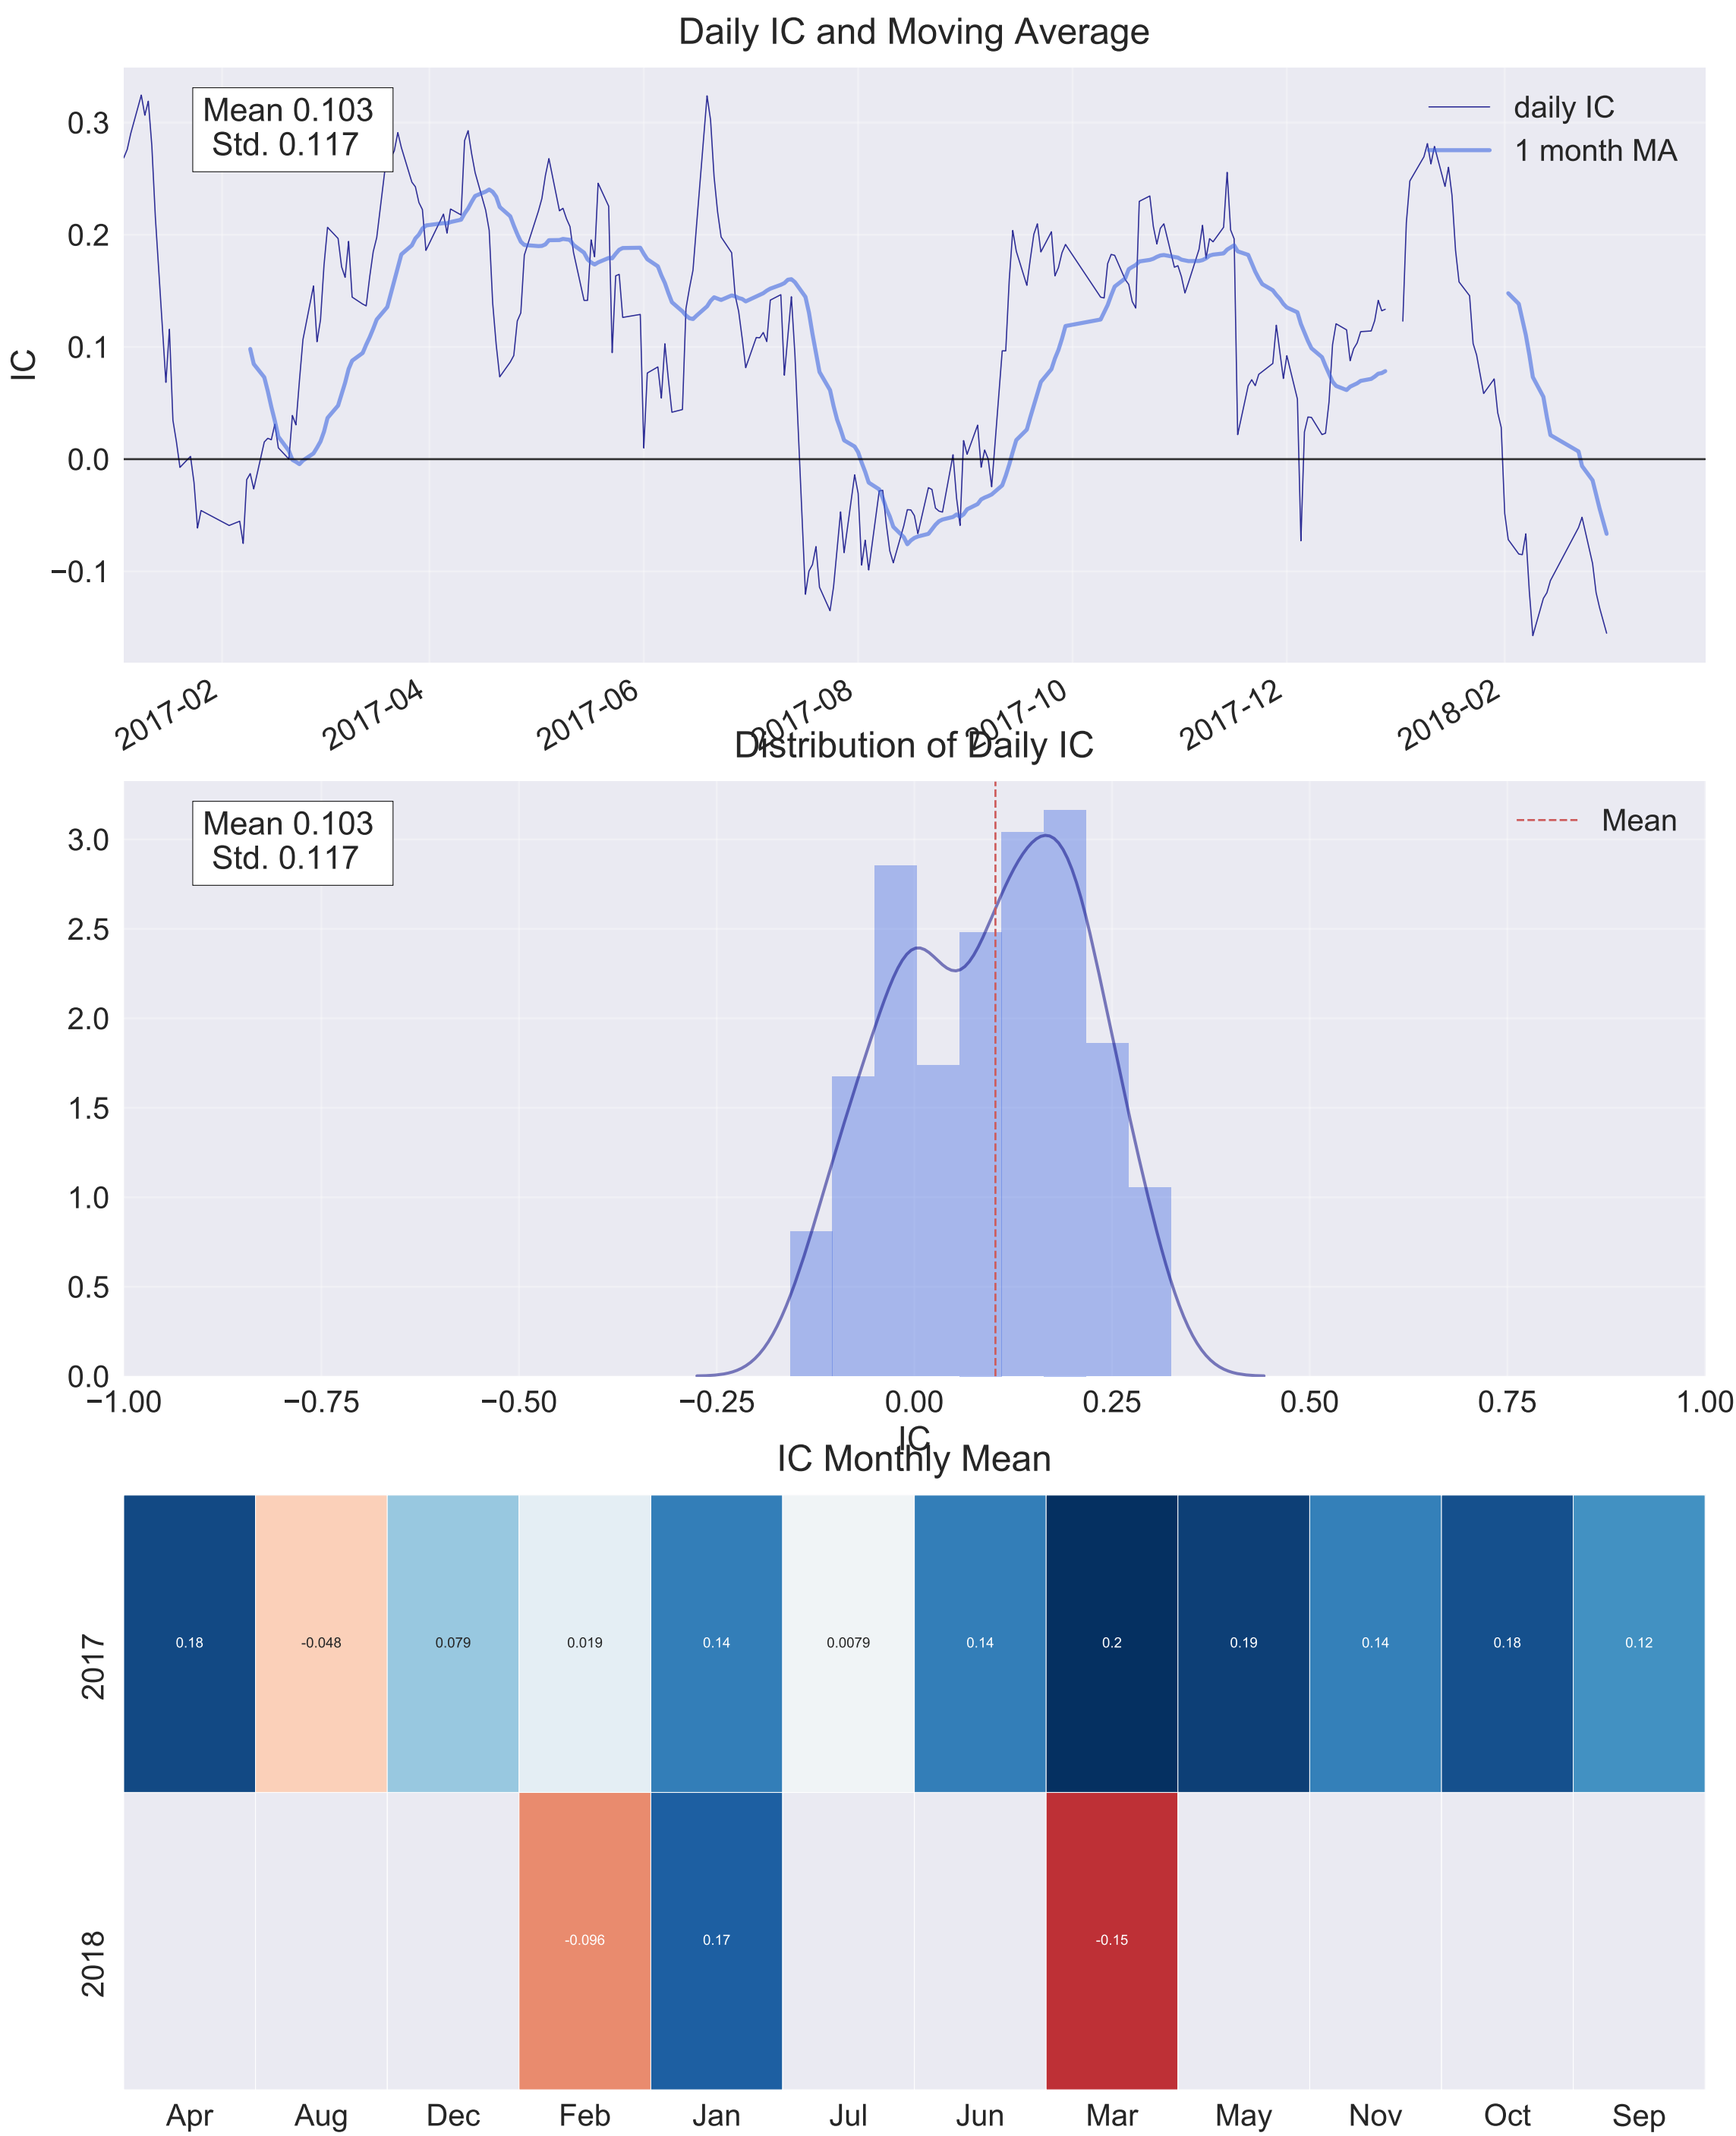 Daily IC and Moving Average
Mean 0.103
Std. 0.117
daily IC
1 month MA
IC
0.3
0.2
0.1
0.0
−0.1
2017-02 2017-04 2017-06 2017-08 2017-10 2017-12 2018-02
Distribution of Daily IC
Mean 0.103
Std. 0.117
Mean
3.0
2.5
2.0
1.5
1.0
0.5
0.0
−1.00 −0.75 −0.50 −0.25 0.00 0.25 0.50 0.75 1.00
IC
IC Monthly Mean
2017
0.18 -0.048 0.079 0.019 0.14 0.0079 0.14 0.2 0.19 0.14 0.18 0.12
2018
-0.096 0.17 -0.15
Apr Aug Dec Feb Jan Jul Jun Mar May Nov Oct Sep